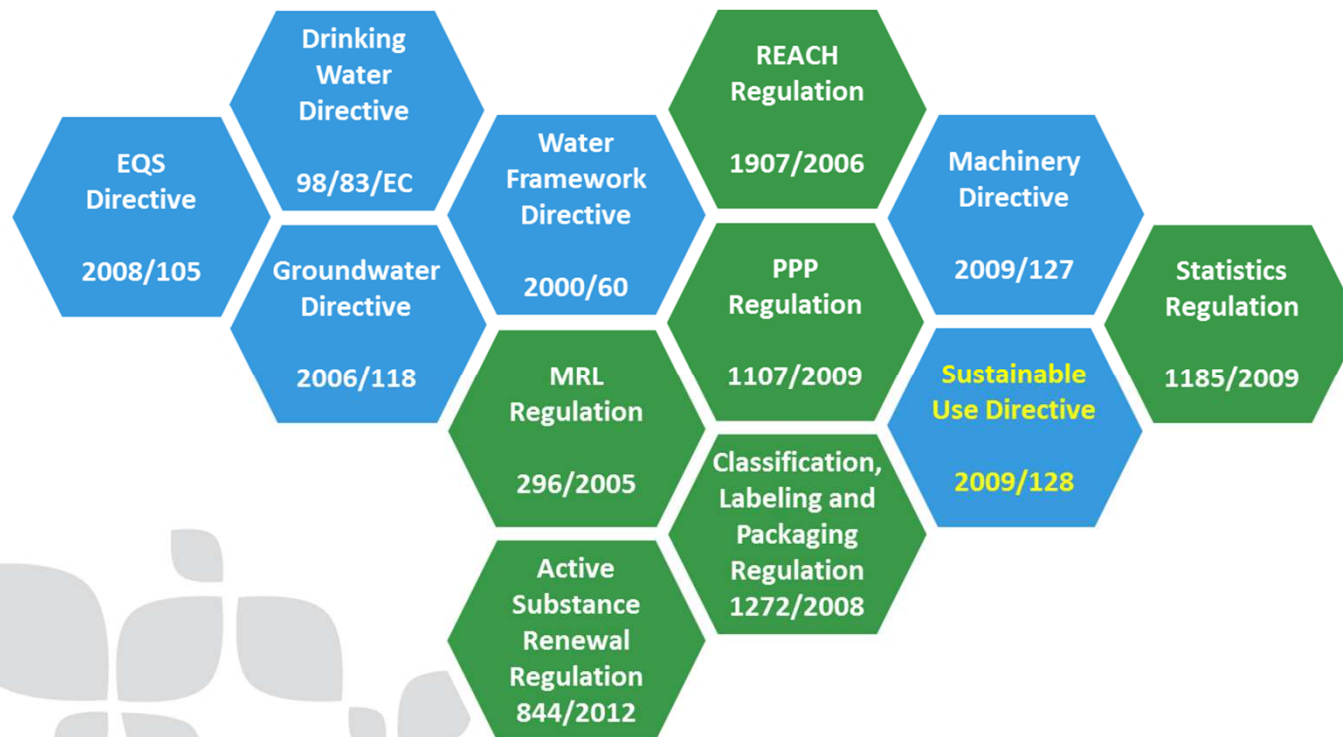 Drinking
Water
Directive
98/83/EC
REACH
Regulation
1907/2006
EQS
Directive
2008/105
Water
Framework
Directive
2000/60
Machinery
Directive
2009/127
Groundwater
Directive
2006/118
PPP
Regulation
1107/2009
Statistics
Regulation
1185/2009
MRL
Regulation
296/2005
Sustainable
Use Directive
2009/128
Classification,
Labeling and
Packaging
Regulation
1272/2008
Active
Substance
Renewal
Regulation
844/2012